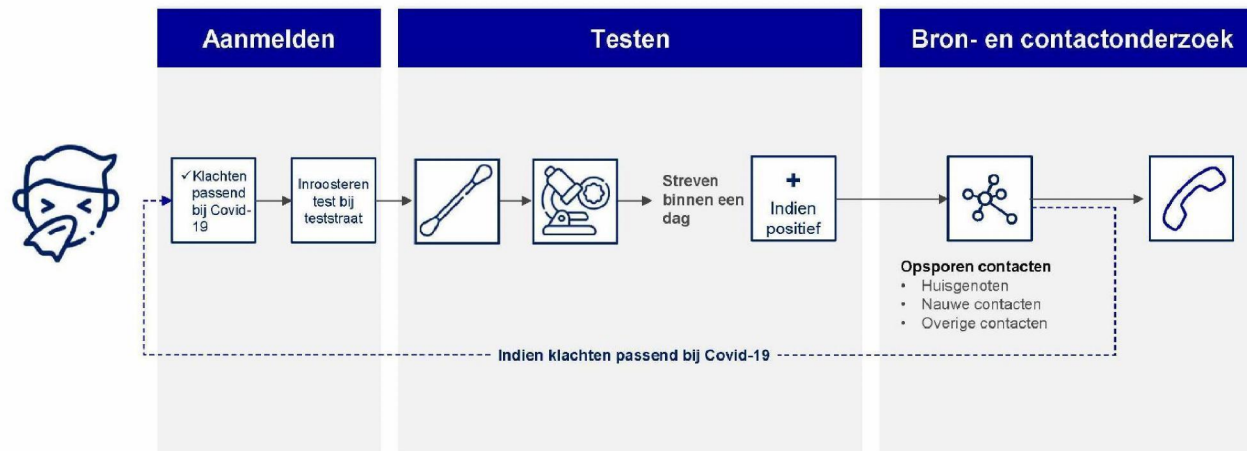 Aanmelden
Testen
Bron- en contactonderzoek
✓Klachten
passend
bij Covid-
19
Inroosteren
test bij
teststraat
Streven
binnen een
dag
+
Indien
positief
Opsporen contacten
• Huisgenoten
• Nauwe contacten
• Overige contacten
Indien klachten passend bij Covid-19